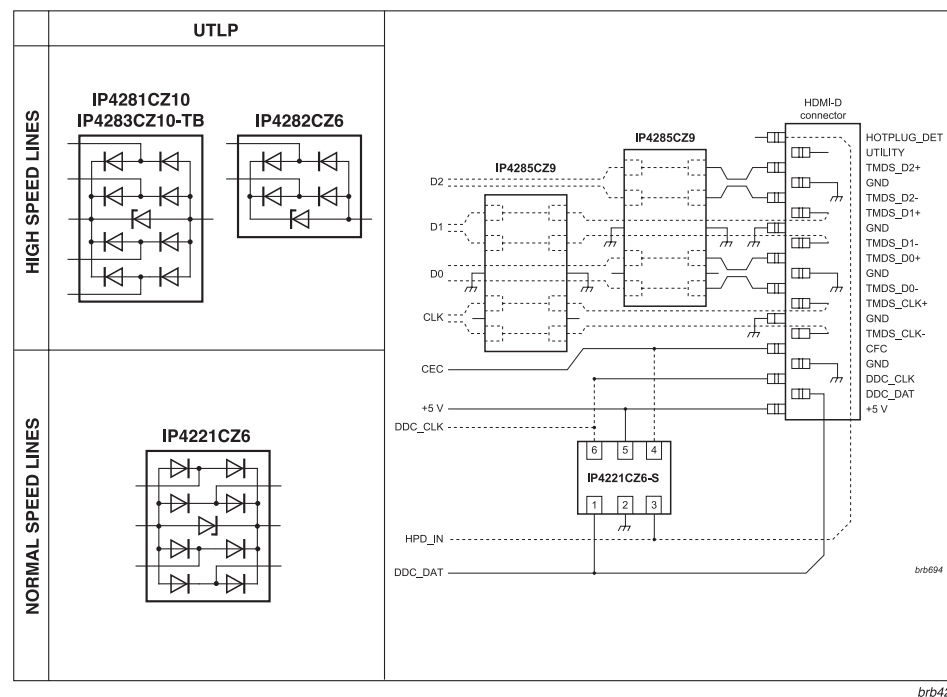 UTLP
HIGH SPEED LINES
IP4281CZ10
IP4283CZ10-TB
IP4282CZ6
NORMAL SPEED LINES
IP4221CZ6
HDMI-D
connector
IP4285CZ9
IP4285CZ9
D2
D1
D0
CLK
CEC
+5 V
DDC_CLK
HPD_IN
DDC_DAT
HOTPLUG_DET
UTILITY
TMDS_D2+
GND
TMDS_D2-
TMDS_D1+
GND
TMDS_D1-
TMDS_D0+
GND
TMDS_D0-
TMDS_CLK+
GND
TMDS_CLK-
CFC
GND
DDC_CLK
DDC_DAT
+5 V
6 5 4
IP4221CZ6-S
1 2 3
brb694